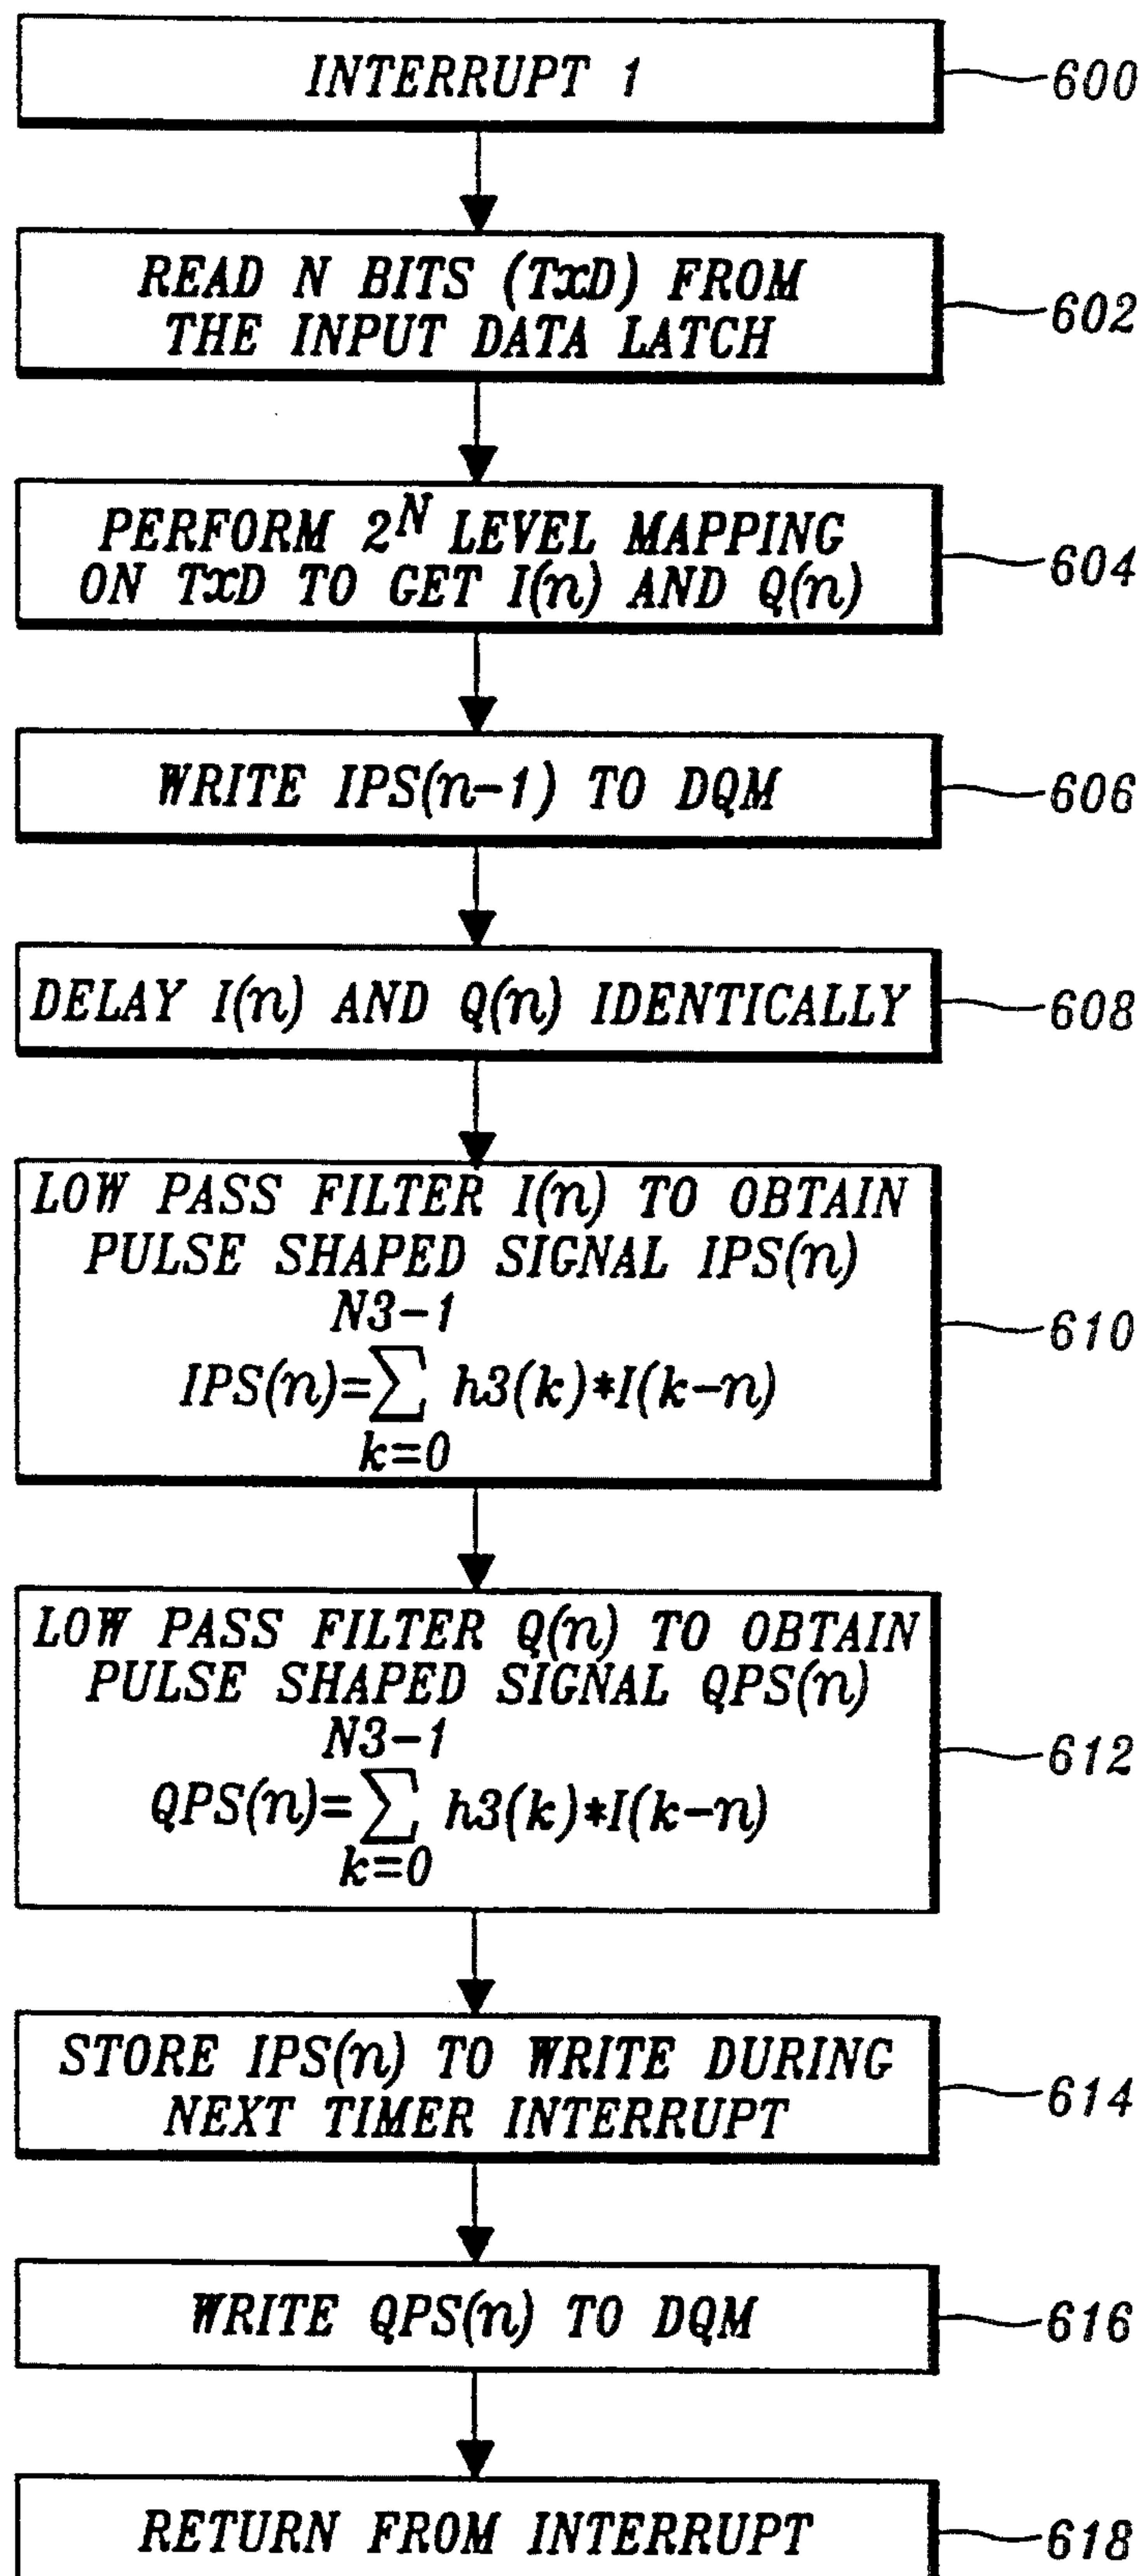 INTERRUPT 1
600
READ N BITS (TxD) FROM
THE INPUT DATA LATCH
602
PERFORM 2^N LEVEL MAPPING
ON TxD TO GET I(n) AND Q(n)
604
WRITE IPS(n-1) TO DQM
606
DELAY I(n) AND Q(n) IDENTICALLY
608
LOW PASS FILTER I(n) TO OBTAIN
PULSE SHAPED SIGNAL IPS(n)
N3-1
IPS(n)=∑ h3(k)*I(k-n)
k=0
610
LOW PASS FILTER Q(n) TO OBTAIN
PULSE SHAPED SIGNAL QPS(n)
N3-1
QPS(n)=∑ h3(k)*I(k-n)
k=0
612
STORE IPS(n) TO WRITE DURING
NEXT TIMER INTERRUPT
614
WRITE QPS(n) TO DQM
616
RETURN FROM INTERRUPT
618